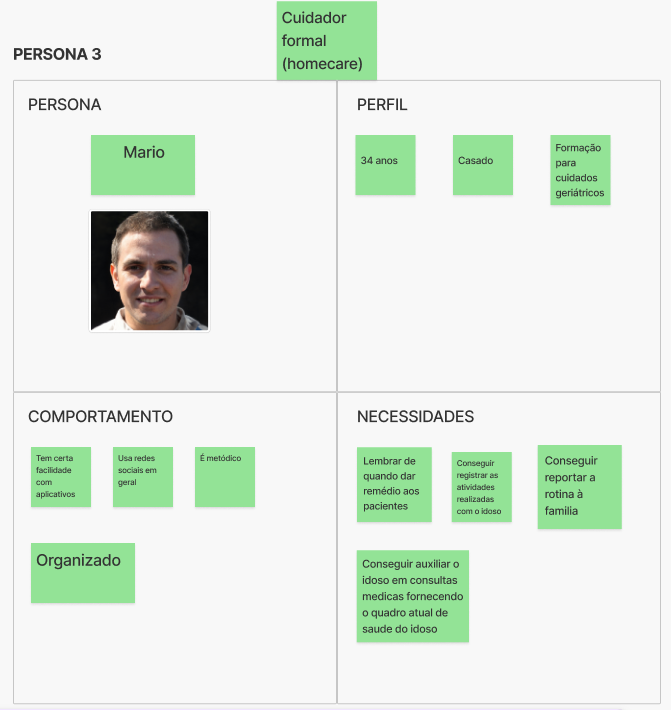 Cuidador
formal
(homecare)
PERSONA 3
PERSONA
Mario
PERFIL
34 anos
Casado
Formação
para
cuidados
geriátricos
COMPORTAMENTO
Tem certa
facilidade
com
aplicativos
Usa redes
sociais em
geral
É metódico
Organizado
NECESSIDADES
Lembrar de
quando dar
remédio aos
pacientes
Conseguir
registrar as
atividades
realizadas
com o idoso
Conseguir
reportar a
rotina à
familia
Conseguir auxiliar o
idoso em consultas
medicas fornecendo
o quadro atual de
saude do idoso